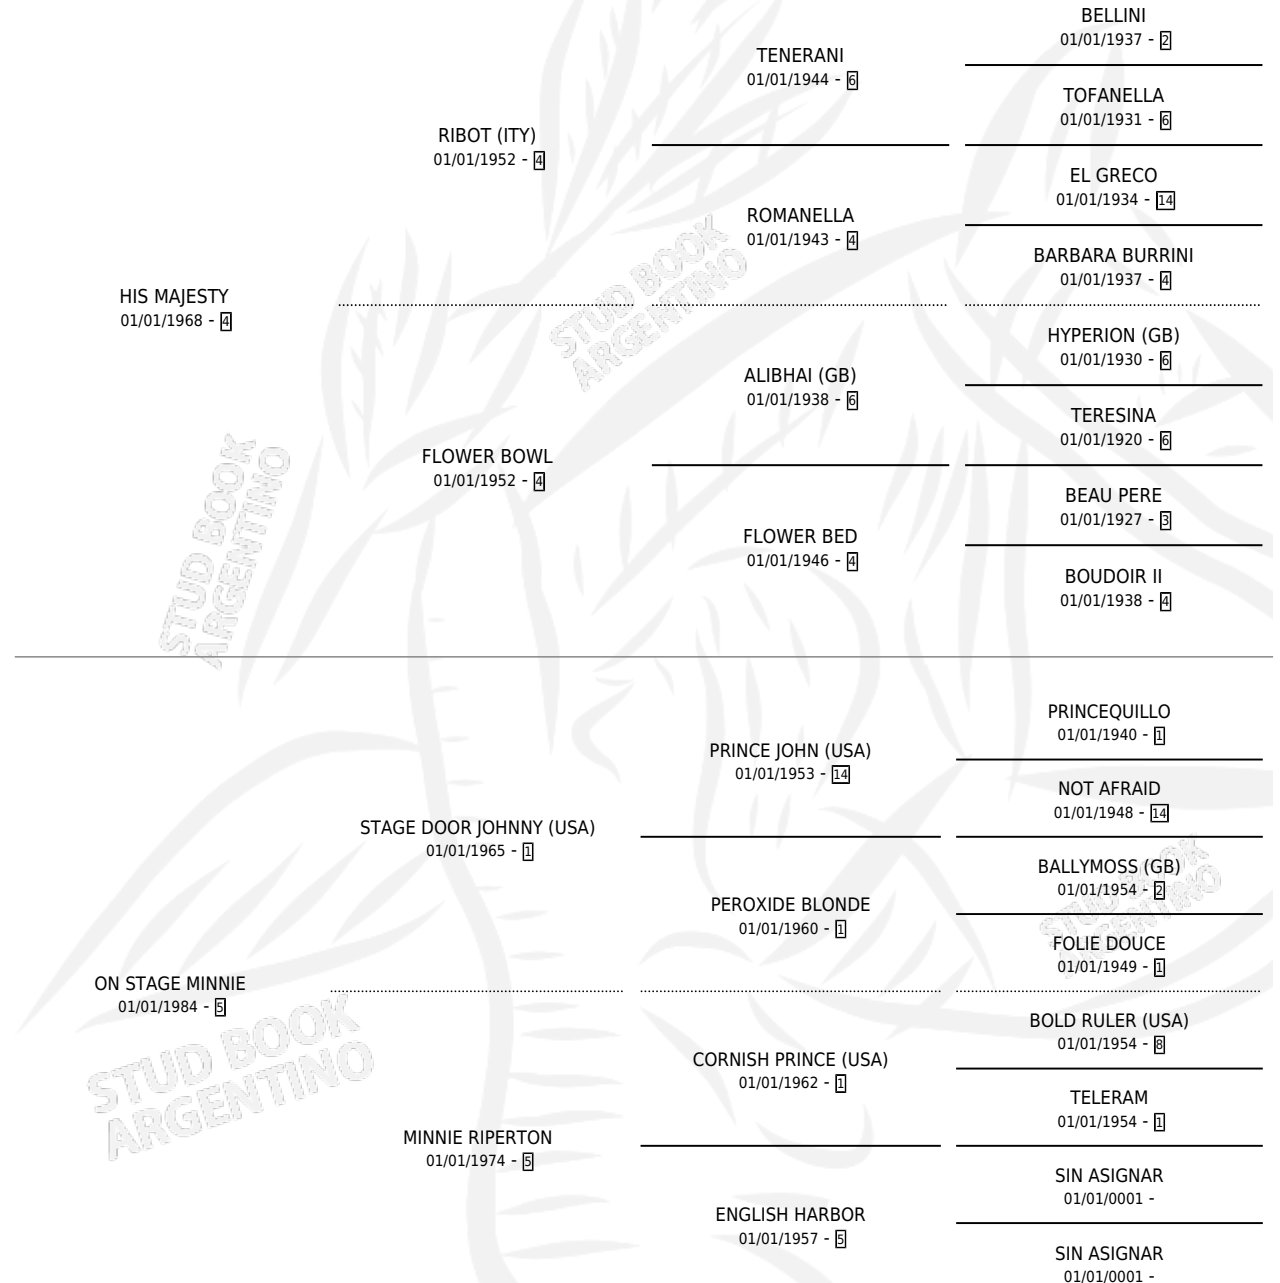 BELLINI
01/01/1937 - 2
TENERANI
01/01/1944 - 6
TOFANELLA
01/01/1931 - 6
RIBOT (ITY)
01/01/1952 - 4
EL GRECO
01/01/1934 - 14
ROMANELLA
01/01/1943 - 4
BARBARA BURRINI
01/01/1937 - 4
HIS MAJESTY
01/01/1968 - 4
HYPERION (GB)
01/01/1930 - 6
ALIBHAI (GB)
01/01/1938 - 6
TERESINA
01/01/1920 - 6
FLOWER BOWL
01/01/1952 - 4
BEAU PERE
01/01/1927 - 3
FLOWER BED
01/01/1946 - 4
BOUDOIR II
01/01/1938 - 4
STUD BOOK
ARGENTINO
STUD BOOK
ARGENTINO
PRINCEQUILLO
01/01/1940 - 1
PRINCE JOHN (USA)
01/01/1953 - 14
NOT AFRAID
01/01/1948 - 14
STAGE DOOR JOHNNY (USA)
01/01/1965 - 1
BALLYMOSS (GB)
01/01/1954 - 2
PEROXIDE BLONDE
01/01/1960 - 1
FOLIE DOUCE
01/01/1949 - 1
STUD BOOK
ARGENTINO
ON STAGE MINNIE
01/01/1984 - 5
BOLD RULER (USA)
01/01/1954 - 8
CORNISH PRINCE (USA)
01/01/1962 - 1
TELERAM
01/01/1954 - 1
STUD BOOK
ARGENTINO
MINNIE RIPERTON
01/01/1974 - 5
SIN ASIGNAR
01/01/0001 -
ENGLISH HARBOR
01/01/1957 - 5
SIN ASIGNAR
01/01/0001 -